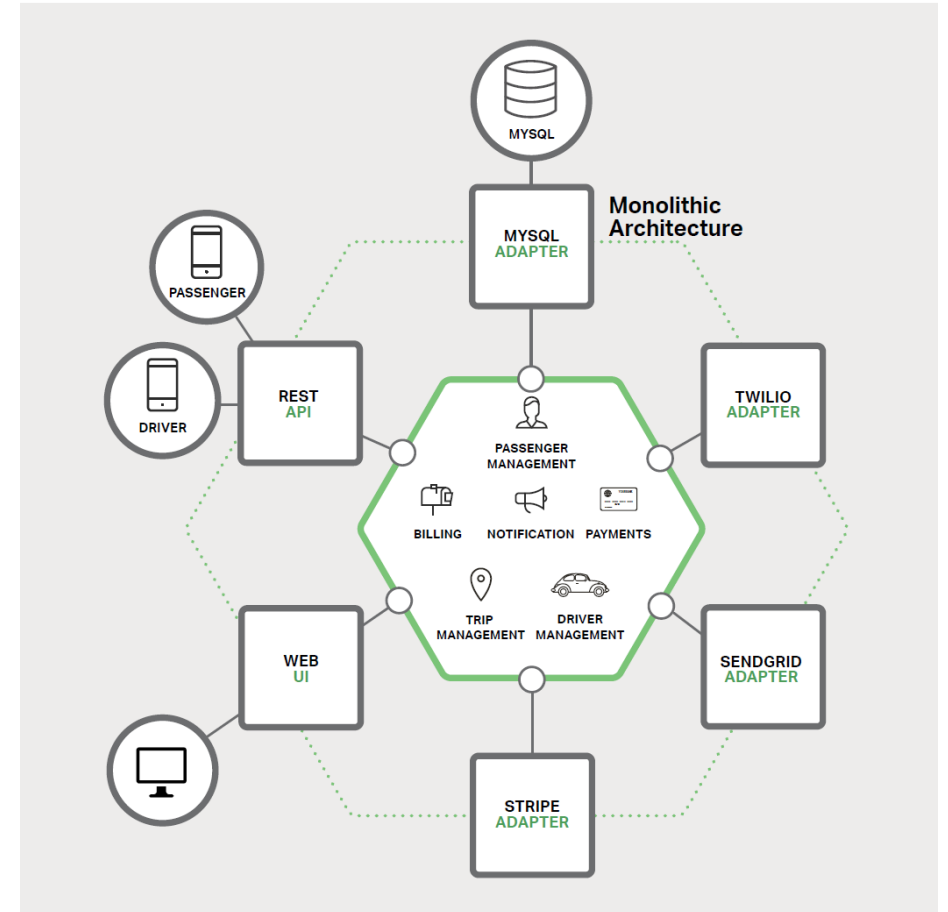 MYSQL
Monolithic
Architecture
MYSQL
ADAPTER
PASSENGER
DRIVER
REST
API
TWILIO
ADAPTER
PASSENGER
MANAGEMENT
BILLING
NOTIFICATION
PAYMENTS
TRIP
MANAGEMENT
DRIVER
MANAGEMENT
WEB
UI
SENDGRID
ADAPTER
STRIPE
ADAPTER